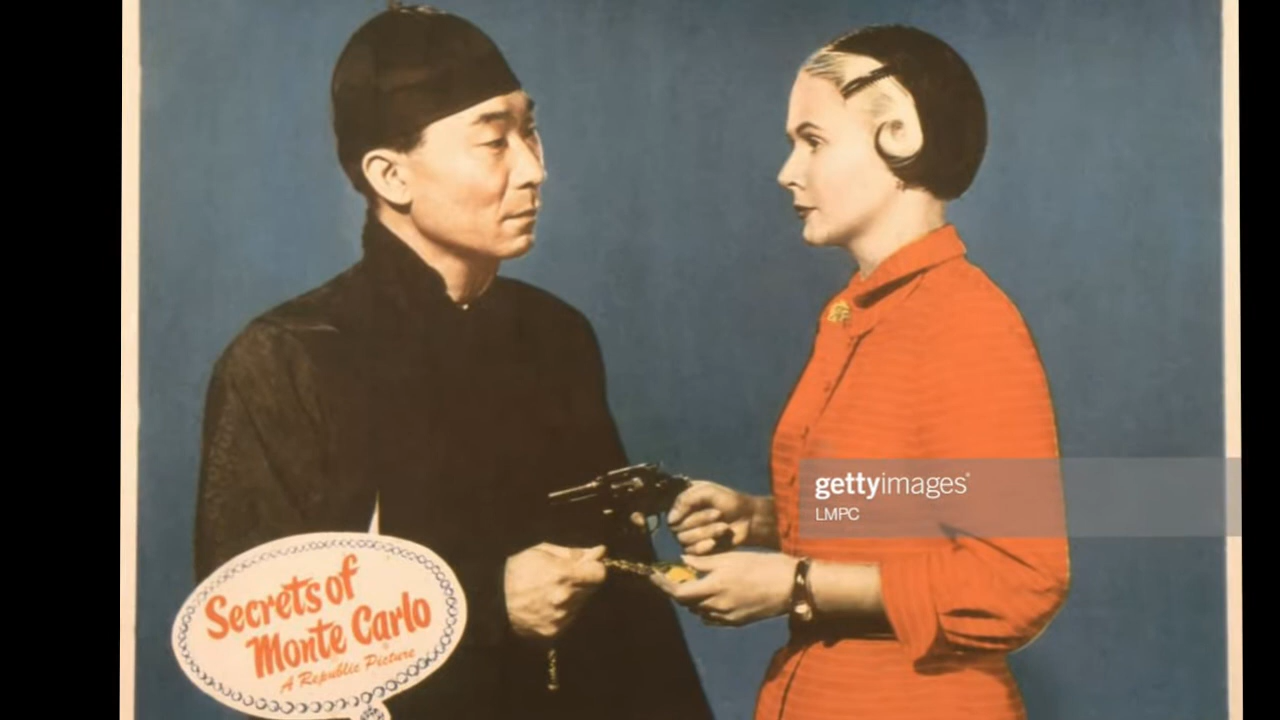 gettyimages®
LMPC
Secrets of
Monte Carlo
A Republic Picture